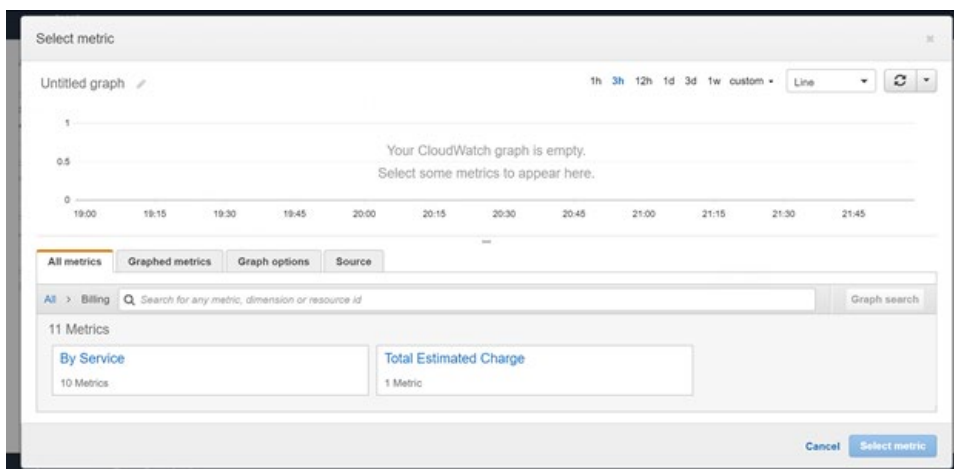 Select metric
Untitled graph
1h 3h 12h 1d 3d 1w custom Line
1
0.5
0
Your CloudWatch graph is empty.
Select some metrics to appear here.
19:00 19:15 19:30 19:45 20:00 20:15 20:30 20:45 21:00 21:15 21:30 21:45
All metrics Graphed metrics Graph options Source
All > Billing Search for any metric, dimension or resource id Graph search
11 Metrics
By Service Total Estimated Charge
10 Metrics 1 Metric
Cancel Select metric